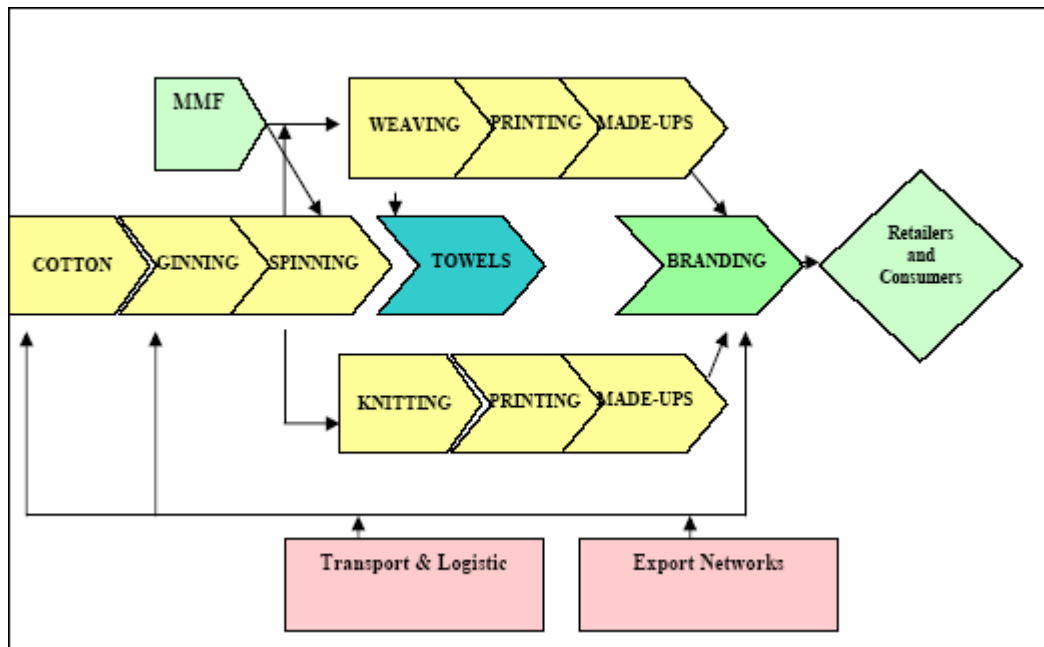 MMF
WEAVING
PRINTING
MADE-UPS
COTTON
GINNING
SPINNING
TOWELS
BRANDING
Retailers
and
Consumers
KNITTING
PRINTING
MADE-UPS
Transport & Logistic
Export Networks